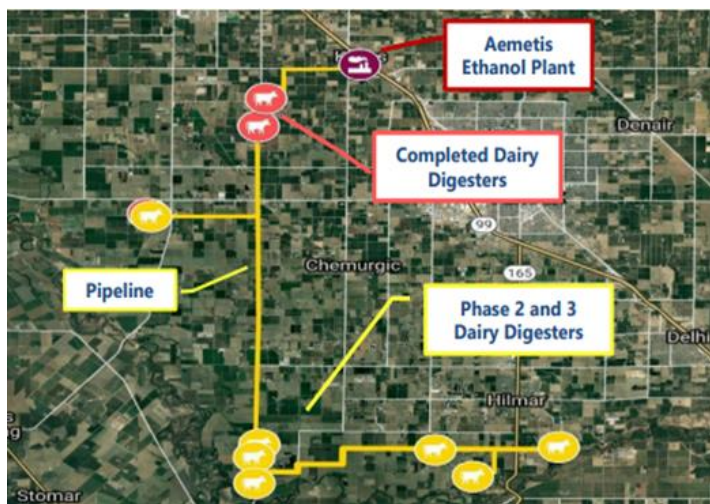 Aemetis
Ethanol Plant
Denair
Completed Dairy
Digesters
99
Chemurgic
165
Pipeline
Phase 2 and 3
Dairy Digesters
Delhi
Hilmar
Stomar